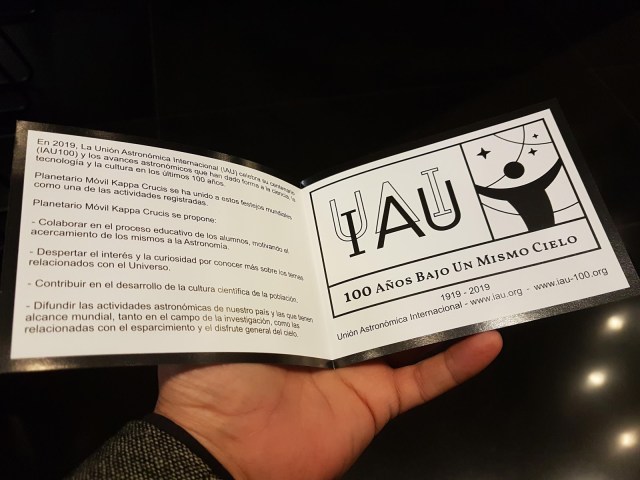 En 2019, La Unión Astronómica Internacional (IAU) celebra su centenario
(IAU100) y los avances astronómicos que han dado forma a la ciencia, la
tecnología y la cultura en los últimos 100 años.
Planetario Móvil Kappa Crucis se ha unido a estos festejos mundiales
como una de las actividades registradas.
Planetario Móvil Kappa Crucis se propone:
- Colaborar en el proceso educativo de los alumnos, motivando el
acercamiento de los mismos a la Astronomía.
- Despertar el interés y la curiosidad por conocer más sobre los temas
relacionados con el Universo.
- Contribuir en el desarrollo de la cultura científica de la población.
- Difundir las actividades astronómicas de nuestro país y las que tienen
alcance mundial, tanto en el campo de la investigación, como las
relacionadas con el esparcimiento y el disfrute general del cielo.
UAI
IAU
100 Años Bajo Un Mismo Cielo
1919 - 2019
Unión Astronómica Internacional - www.iau.org - www.iau-100.org